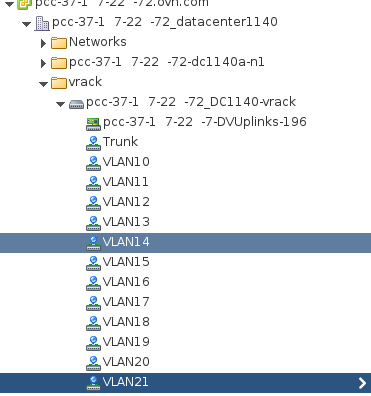 pcc-37-1 7-22 -72.ovh.com
pcc-37-1 7-22 -72_datacenter1140
Networks
pcc-37-1 7-22 -72-dc1140a-n1
vrack
pcc-37-1 7-22 -72_DC1140-vrack
pcc-37-1 7-22 -7-DVUplinks-196
Trunk
VLAN10
VLAN11
VLAN12
VLAN13
VLAN14
VLAN15
VLAN16
VLAN17
VLAN18
VLAN19
VLAN20
VLAN21